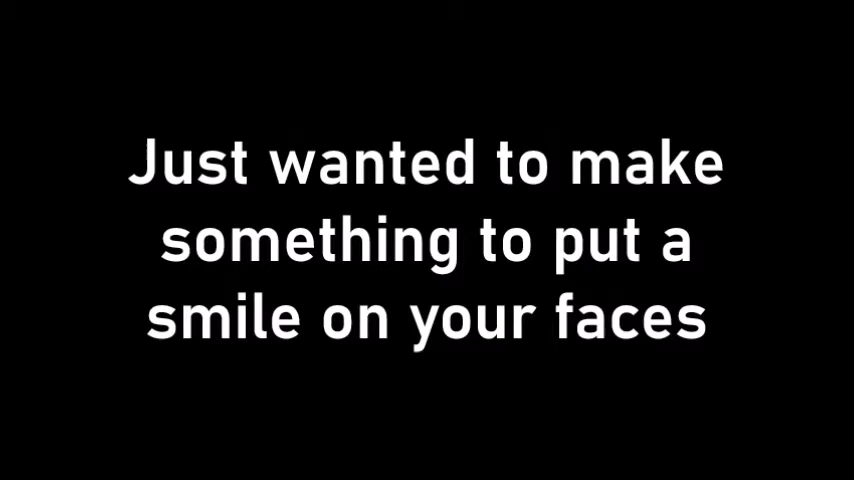 Just wanted to make
something to put a
smile on your faces